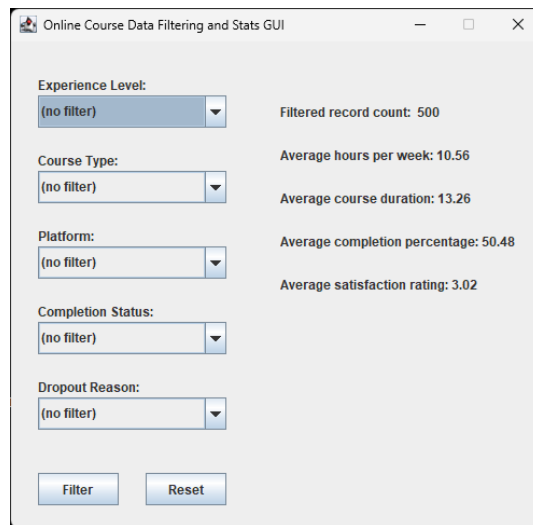 Online Course Data Filtering and Stats GUI
Experience Level:
(no filter)
Course Type:
(no filter)
Platform:
(no filter)
Completion Status:
(no filter)
Dropout Reason:
(no filter)
Filter
Reset
Filtered record count: 500
Average hours per week: 10.56
Average course duration: 13.26
Average completion percentage: 50.48
Average satisfaction rating: 3.02